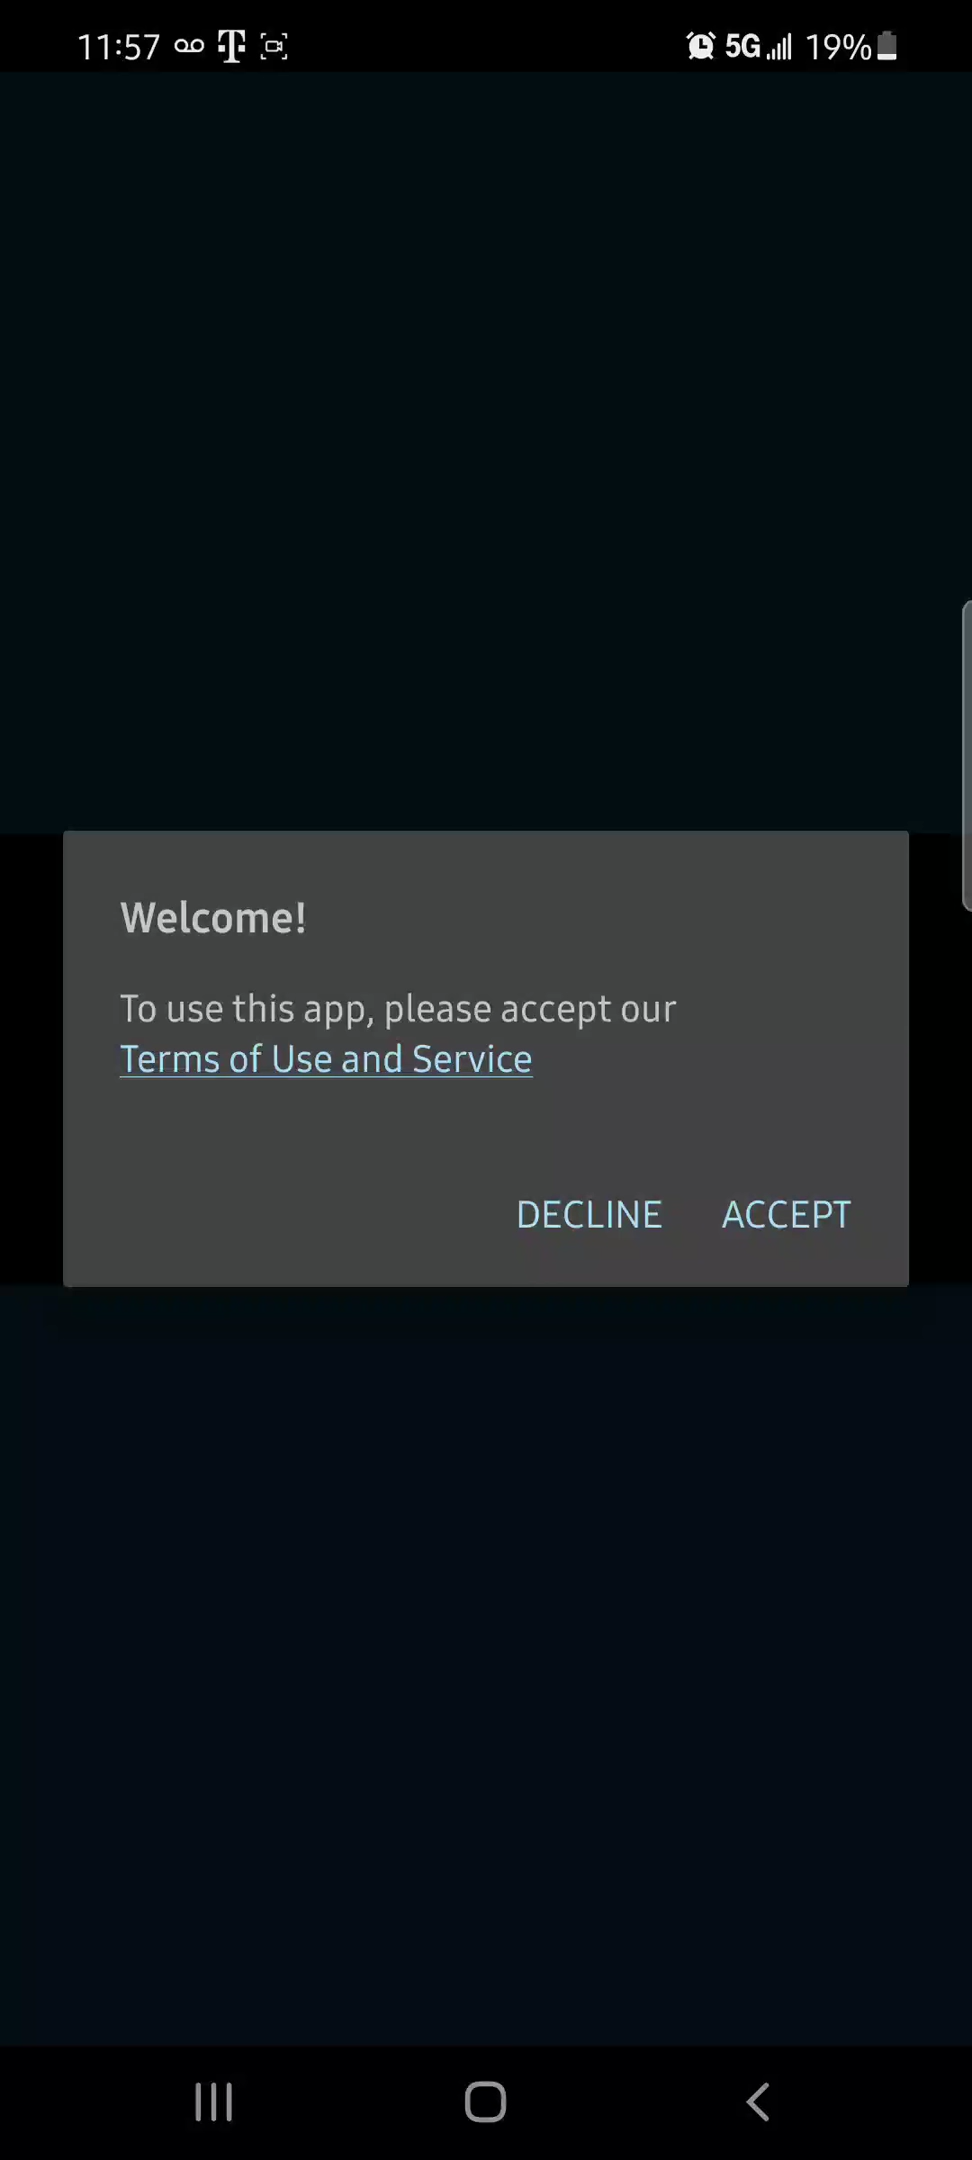 11:57 T 5G 19%
Welcome!
To use this app, please accept our
Terms of Use and Service
DECLINE ACCEPT